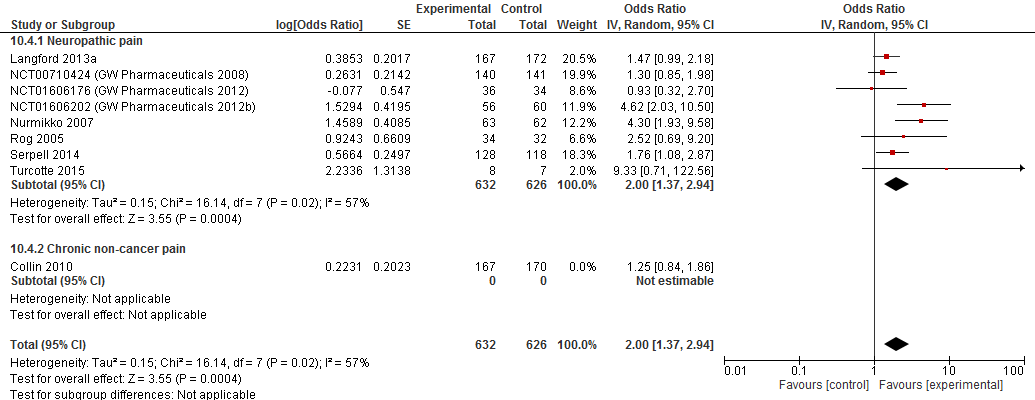 Experimental Control Odds Ratio Odds Ratio
Study or Subgroup log[Odds Ratio] SE Total Total Weight IV, Random, 95% CI IV, Random, 95% CI
10.4.1 Neuropathic pain
Langford 2013a 0.3853 0.2017 167 172 20.5% 1.47 [0.99, 2.18]
NCT00710424 (GW Pharmaceuticals 2008) 0.2631 0.2142 140 141 19.9% 1.30 [0.85, 1.98]
NCT01606176 (GW Pharmaceuticals 2012) -0.077 0.547 36 34 8.6% 0.93 [0.32, 2.70]
NCT01606202 (GW Pharmaceuticals 2012b) 1.5294 0.4195 56 60 11.9% 4.62 [2.03, 10.50]
Nurmikko 2007 1.4589 0.4085 63 62 12.2% 4.30 [1.93, 9.58]
Rog 2005 0.9243 0.6609 34 32 6.6% 2.52 [0.69, 9.20]
Serpell 2014 0.5664 0.2497 128 118 18.3% 1.76 [1.08, 2.87]
Turcotte 2015 2.2336 1.3138 8 7 2.0% 9.33 [0.71, 122.56]
Subtotal (95% CI) 632 626 100.0% 2.00 [1.37, 2.94]
Heterogeneity: Tau² = 0.15; Chi² = 16.14, df = 7 (P = 0.02); I² = 57%
Test for overall effect: Z = 3.55 (P = 0.0004)
10.4.2 Chronic non-cancer pain
Collin 2010 0.2231 0.2023 167 170 0.0% 1.25 [0.84, 1.86]
Subtotal (95% CI) 0 0 Not estimable
Heterogeneity: Not applicable
Test for overall effect: Not applicable
Total (95% CI) 632 626 100.0% 2.00 [1.37, 2.94]
Heterogeneity: Tau² = 0.15; Chi² = 16.14, df = 7 (P = 0.02); I² = 57%
Test for overall effect: Z = 3.55 (P = 0.0004)
Test for subgroup differences: Not applicable
0.01 0.1 1 10 100
Favours [control] Favours [experimental]